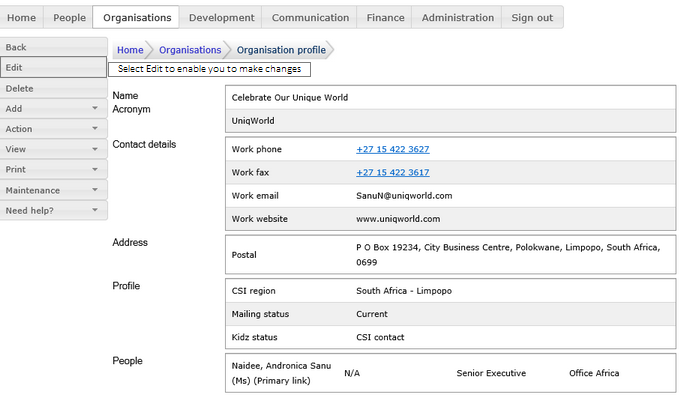 Home People Organisations Development Communication Finance Administration Sign out
Back
Edit
Delete
Add
Action
View
Print
Maintenance
Need help?
Home Organisations Organisation profile
Select Edit to enable you to make changes
Name Celebrate Our Unique World
Acronym UniqWorld
Contact details
Work phone +27 15 422 3627
Work fax +27 15 422 3617
Work email SanuN@uniqworld.com
Work website www.uniqworld.com
Address
Postal P O Box 19234, City Business Centre, Polokwane, Limpopo, South Africa,
0699
Profile
CSI region South Africa - Limpopo
Mailing status Current
Kidz status CSI contact
People
Naidee, Andronica Sanu
(Ms) (Primary link) N/A Senior Executive Office Africa